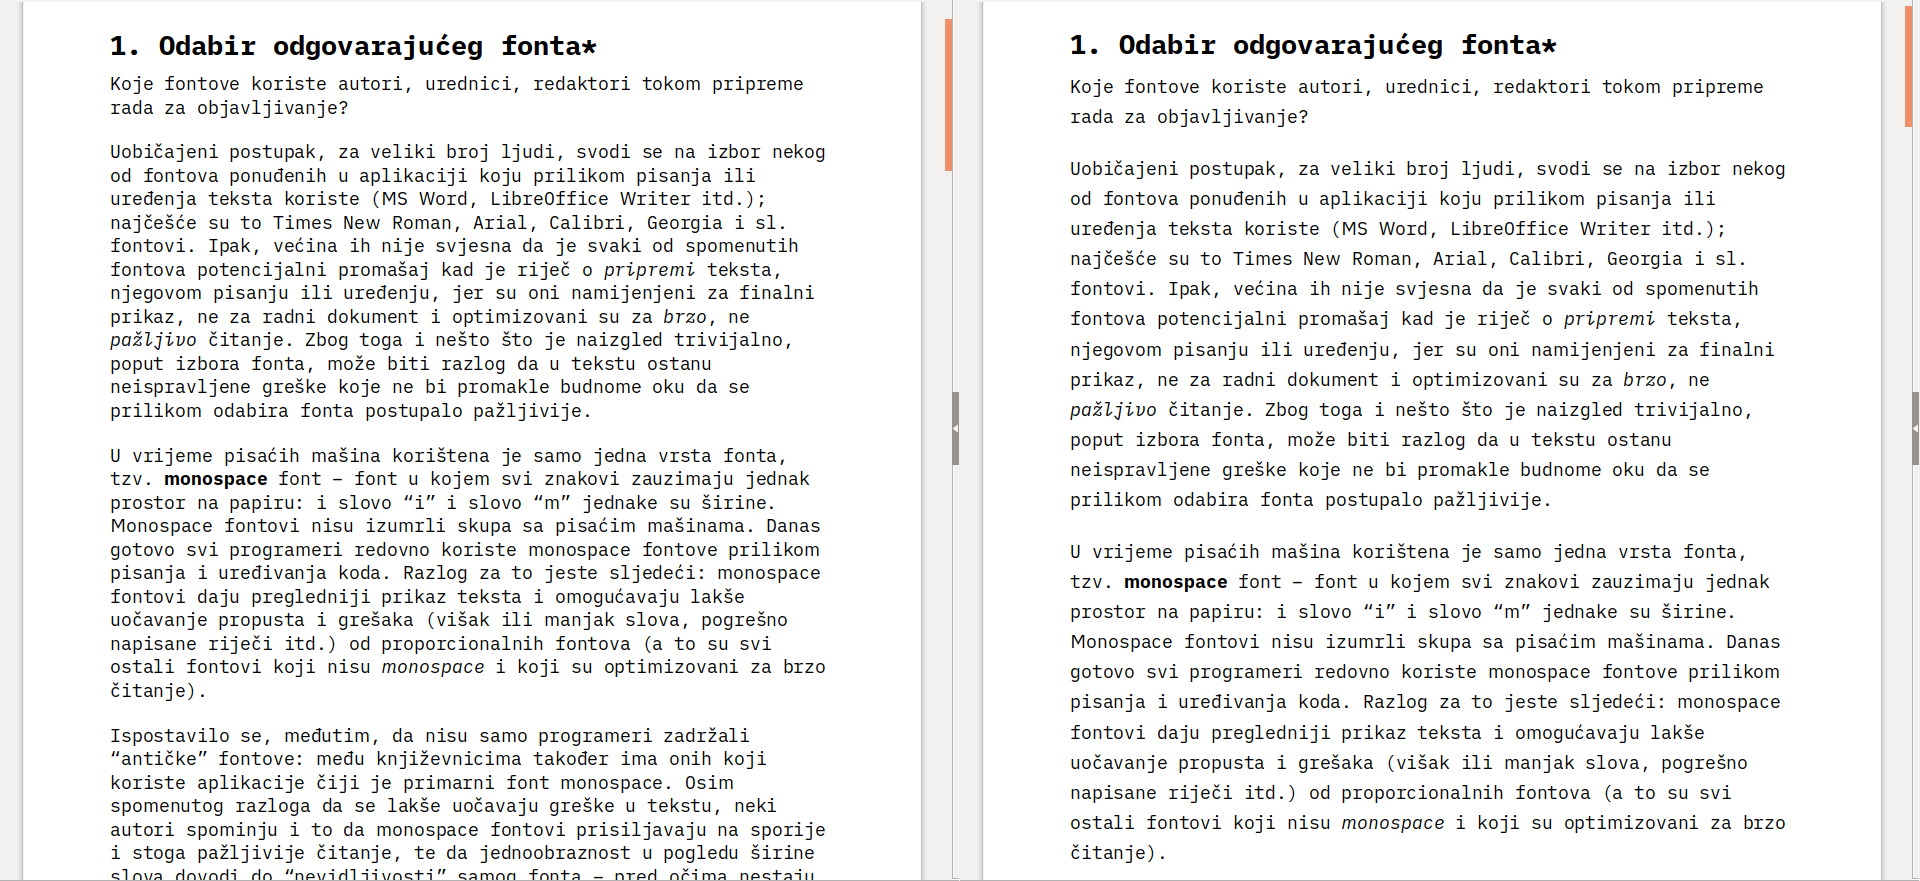 1. Odabir odgovarajućeg fonta*
Koje fontove koriste autori, urednici, redaktori tokom pripreme
rada za objavljivanje?
Uobičajeni postupak, za veliki broj ljudi, svodi se na izbor nekog
od fontova ponuđenih u aplikaciji koju prilikom pisanja ili
uređenja teksta koriste (MS Word, LibreOffice Writer itd.);
najčešće su to Times New Roman, Arial, Calibri, Georgia i sl.
fontovi. Ipak, većina ih nije svjesna da je svaki od spomenutih
fontova potencijalni promašaj kad je riječ o pripremi teksta,
njegovom pisanju ili uređenju, jer su oni namijenjeni za finalni
prikaz, ne za radni dokument i optimizovani su za brzo, ne
pažljivo čitanje. Zbog toga i nešto što je naizgled trivijalno,
poput izbora fonta, može biti razlog da u tekstu ostanu
neispravljene greške koje ne bi promakle budnome oku da se
prilikom odabira fonta postupalo pažljivije.
U vrijeme pisaćih mašina korištena je samo jedna vrsta fonta,
tzv. monospace font – font u kojem svi znakovi zauzimaju jednak
prostor na papiru: i slovo “i” i slovo “m” jednake su širine.
Monospace fontovi nisu izumrli skupa sa pisaćim mašinama. Danas
gotovo svi programeri redovno koriste monospace fontove prilikom
pisanja i uređivanja koda. Razlog za to jeste sljedeći: monospace
fontovi daju pregledniji prikaz teksta i omogućavaju lakše
uočavanje propusta i grešaka (višak ili manjak slova, pogrešno
napisane riječi itd.) od proporcionalnih fontova (a to su svi
ostali fontovi koji nisu monospace i koji su optimizovani za brzo
čitanje).
Ispostavilo se, međutim, da nisu samo programeri zadržali
“antičke” fontove: među književnicima također ima onih koji
koriste aplikacije čiji je primarni font monospace. Osim
spomenutog razloga da se lakše uočavaju greške u tekstu, neki
autori spominju i to da monospace fontovi prisiljavaju na sporije
i stoga pažljivije čitanje, te da jednoobraznost u pogledu širine
slova dovodi do “nevidljivosti” samog fonta – pred očima nestaju
1. Odabir odgovarajućeg fonta*
Koje fontove koriste autori, urednici, redaktori tokom pripreme
rada za objavljivanje?
Uobičajeni postupak, za veliki broj ljudi, svodi se na izbor nekog
od fontova ponuđenih u aplikaciji koju prilikom pisanja ili
uređenja teksta koriste (MS Word, LibreOffice Writer itd.);
najčešće su to Times New Roman, Arial, Calibri, Georgia i sl.
fontovi. Ipak, većina ih nije svjesna da je svaki od spomenutih
fontova potencijalni promašaj kad je riječ o pripremi teksta,
njegovom pisanju ili uređenju, jer su oni namijenjeni za finalni
prikaz, ne za radni dokument i optimizovani su za brzo, ne
pažljivo čitanje. Zbog toga i nešto što je naizgled trivijalno,
poput izbora fonta, može biti razlog da u tekstu ostanu
neispravljene greške koje ne bi promakle budnome oku da se
prilikom odabira fonta postupalo pažljivije.
U vrijeme pisaćih mašina korištena je samo jedna vrsta fonta,
tzv. monospace font – font u kojem svi znakovi zauzimaju jednak
prostor na papiru: i slovo “i” i slovo “m” jednake su širine.
Monospace fontovi nisu izumrli skupa sa pisaćim mašinama. Danas
gotovo svi programeri redovno koriste monospace fontove prilikom
pisanja i uređivanja koda. Razlog za to jeste sljedeći: monospace
fontovi daju pregledniji prikaz teksta i omogućavaju lakše
uočavanje propusta i grešaka (višak ili manjak slova, pogrešno
napisane riječi itd.) od proporcionalnih fontova (a to su svi
ostali fontovi koji nisu monospace i koji su optimizovani za brzo
čitanje).